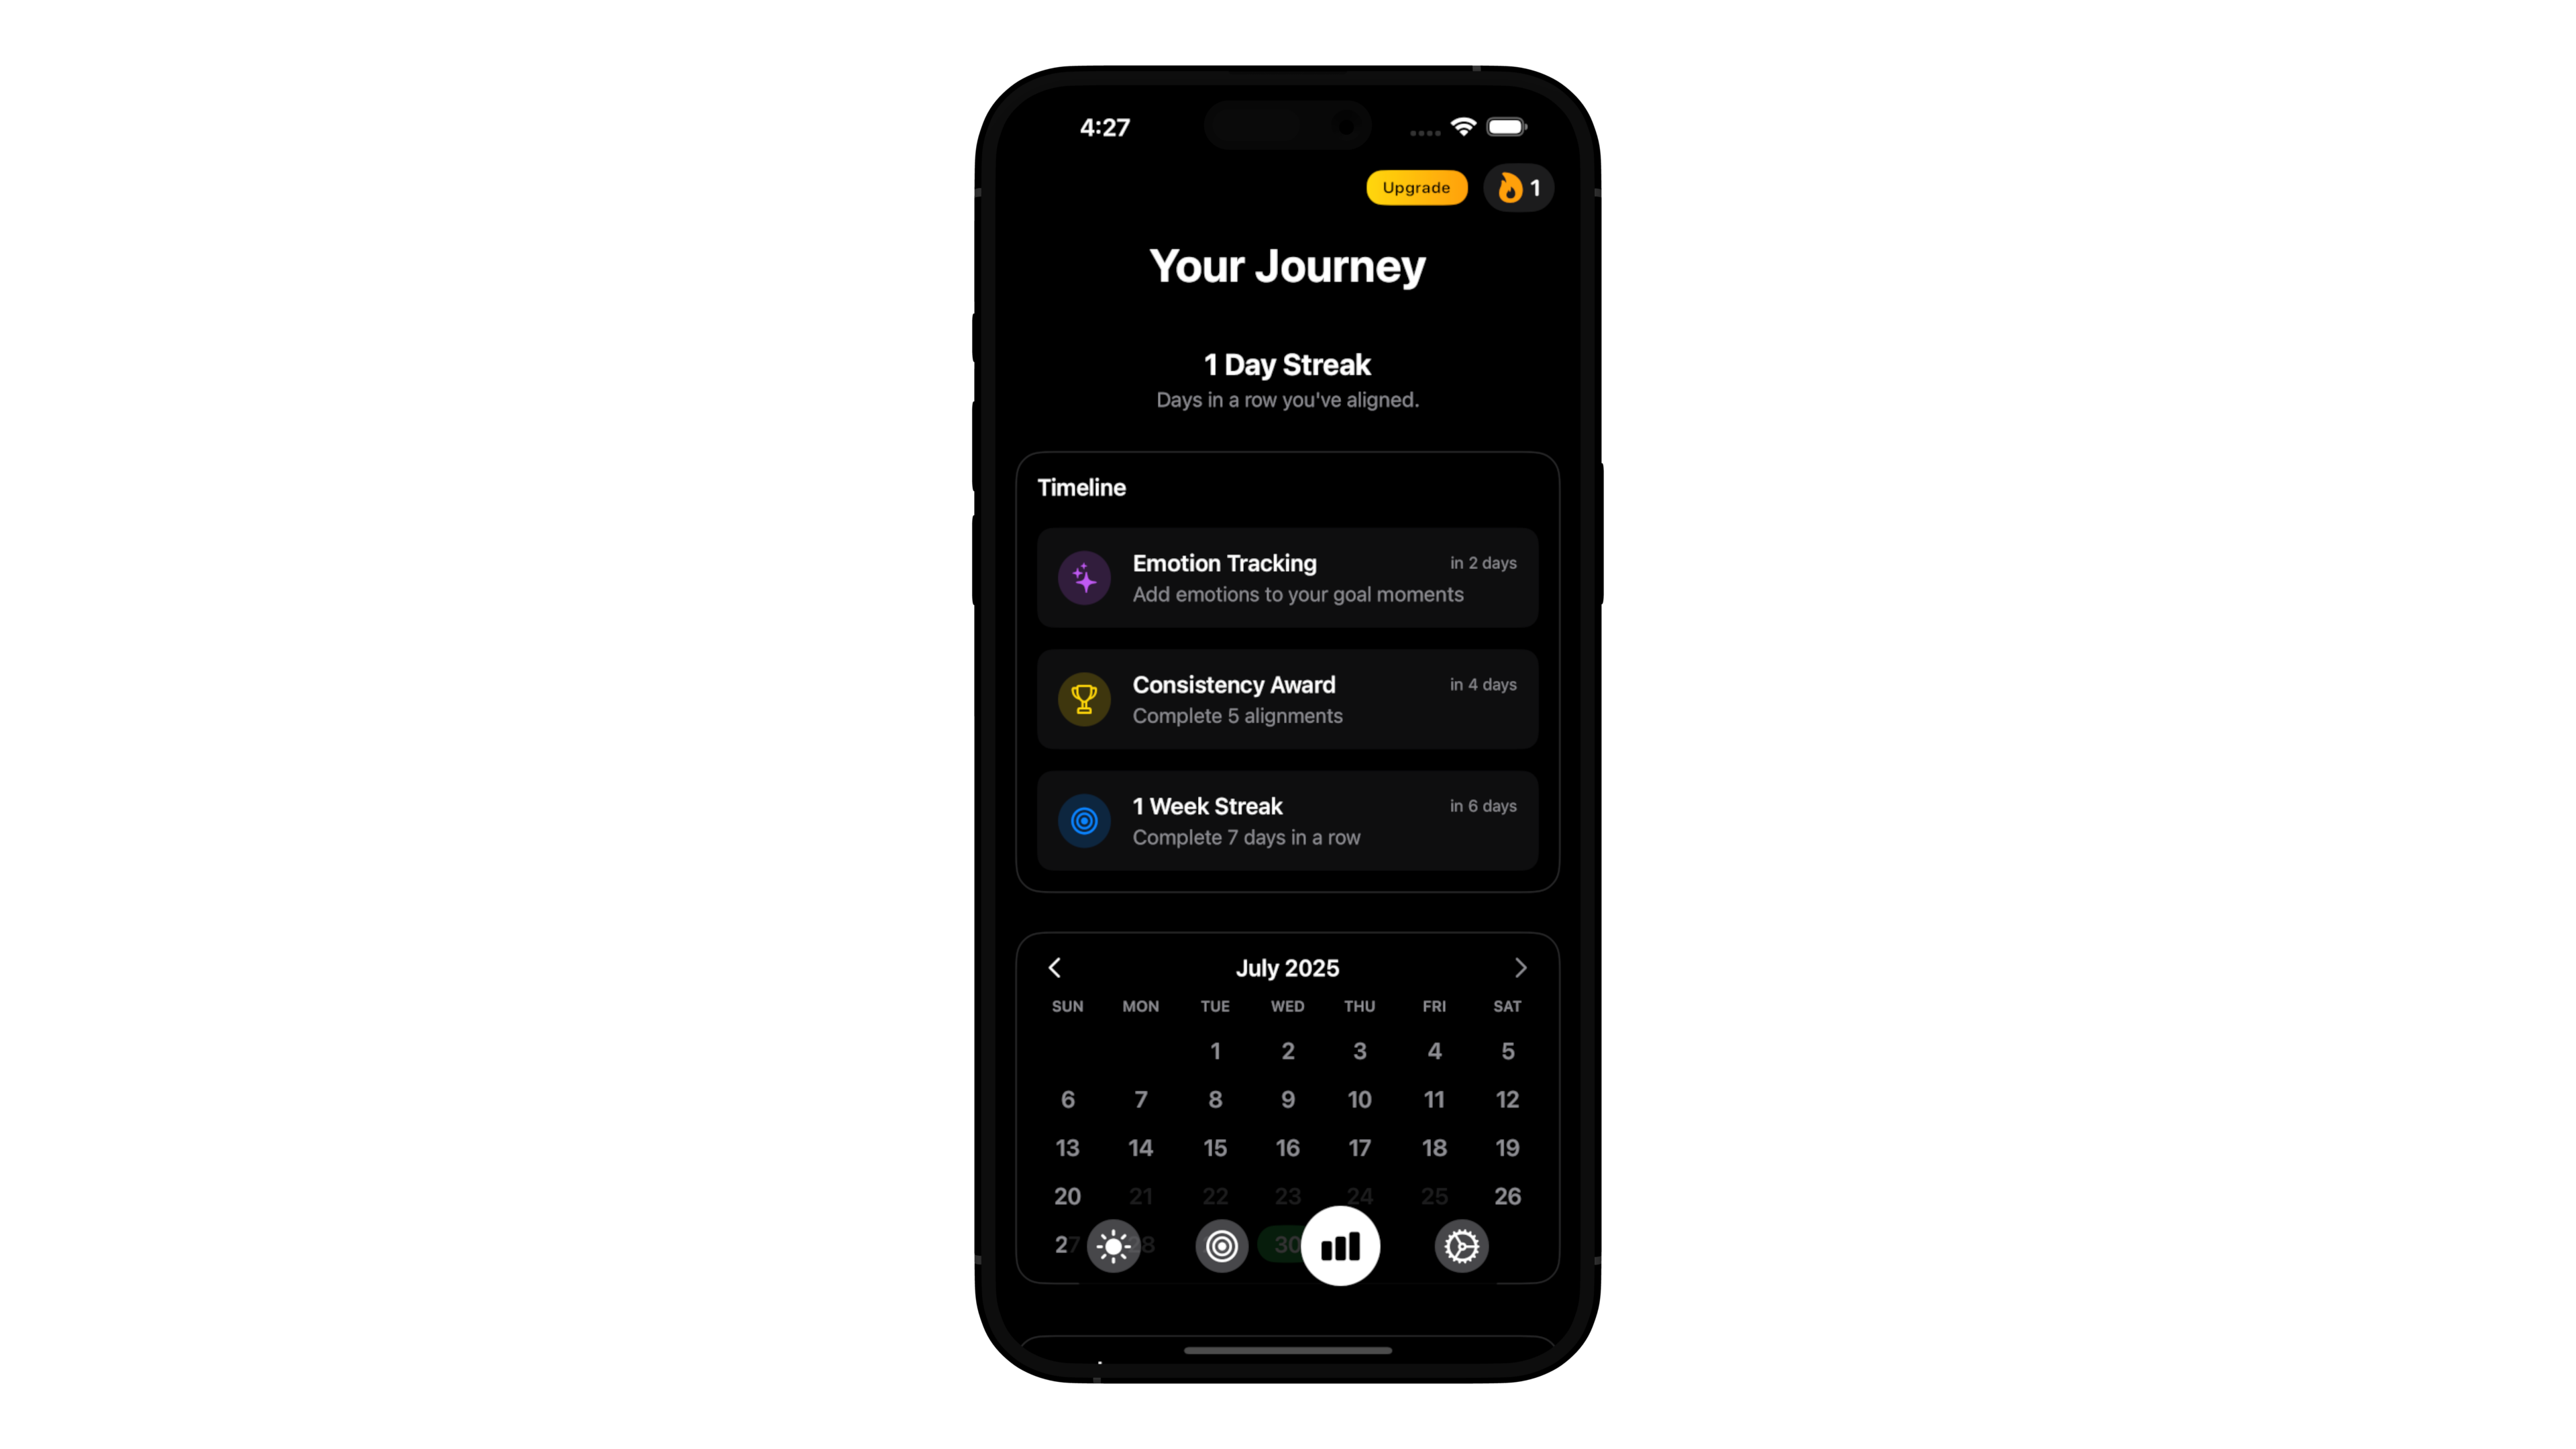 4:27
Upgrade
1
Your Journey
1 Day Streak
Days in a row you've aligned.
Timeline
Emotion Tracking
in 2 days
Add emotions to your goal moments
Consistency Award
in 4 days
Complete 5 alignments
1 Week Streak
in 6 days
Complete 7 days in a row
July 2025
SUN MON TUE WED THU FRI SAT
1 2 3 4 5
6 7 8 9 10 11 12
13 14 15 16 17 18 19
20 21 22 23 24 25 26
27 28 30